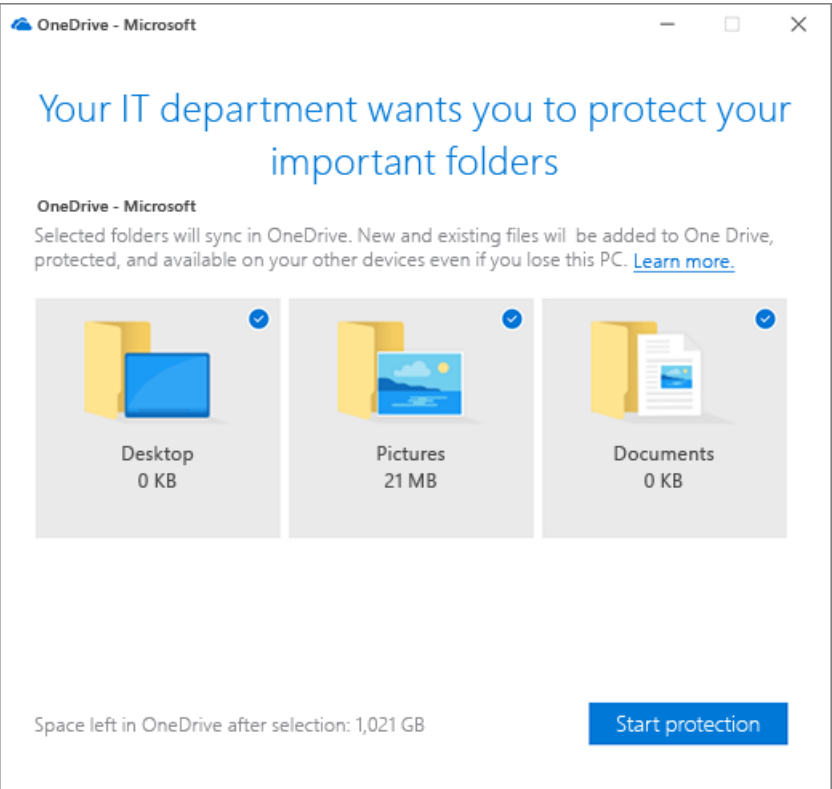 OneDrive - Microsoft
Your IT department wants you to protect your
important folders
OneDrive - Microsoft
Selected folders will sync in OneDrive. New and existing files wil be added to One Drive,
protected, and available on your other devices even if you lose this PC. Learn more.
Desktop
0 KB
Pictures
21 MB
Documents
0 KB
Space left in OneDrive after selection: 1,021 GB
Start protection